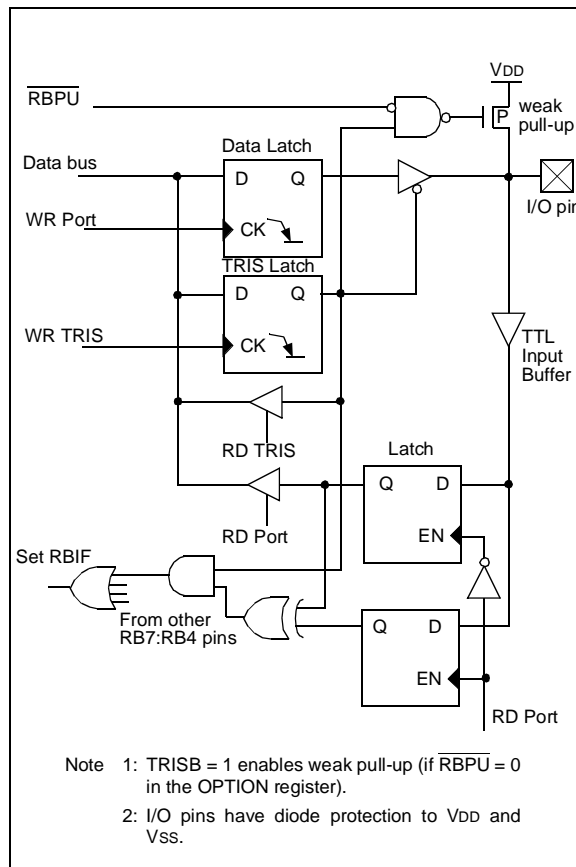 VDD
RBPU
P
weak
pull-up
Data Latch
Data bus
D Q
I/O pin
WR Port
CK
TRIS Latch
D Q
WR TRIS
CK
TTL
Input
Buffer
RD TRIS
Latch
Q D
RD Port
EN
Set RBIF
From other
RB7:RB4 pins
Q D
EN
RD Port
Note 1: TRISB = 1 enables weak pull-up (if RBPU = 0
in the OPTION register).
2: I/O pins have diode protection to VDD and
VSS.